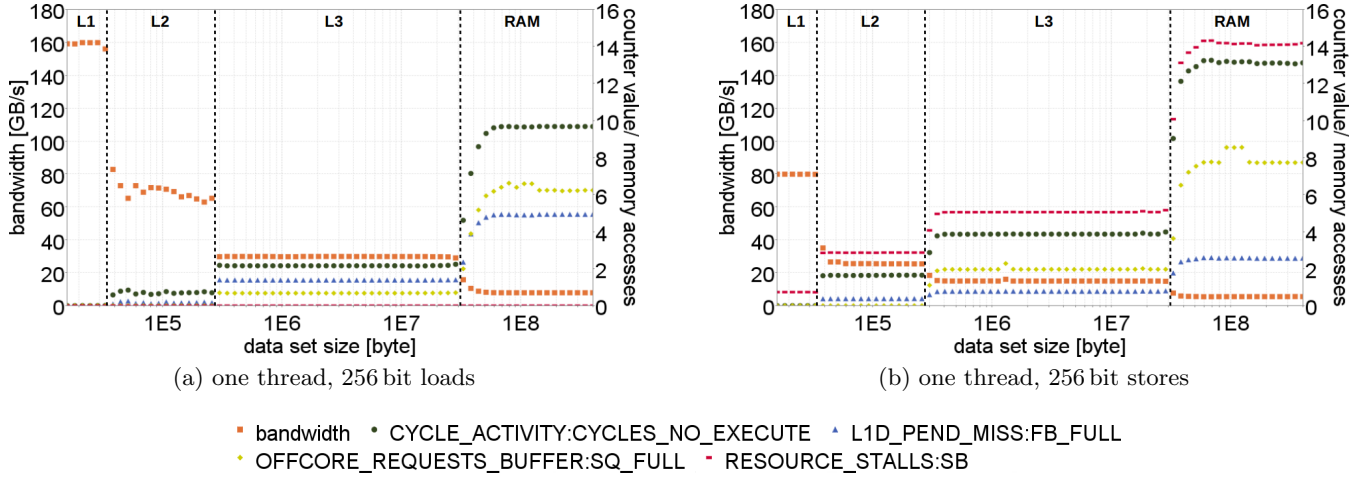 L1 L2 L3 RAM
180
160
140
120
100
80
60
40
20
0
bandwidth [GB/s]
16
14
12
10
8
6
4
2
0
counter value/ memory accesses
1E5 1E6 1E7 1E8
data set size [byte]
(a) one thread, 256 bit loads
L1 L2 L3 RAM
180
160
140
120
100
80
60
40
20
0
bandwidth [GB/s]
16
14
12
10
8
6
4
2
0
counter value/ memory accesses
1E5 1E6 1E7 1E8
data set size [byte]
(b) one thread, 256 bit stores
bandwidth CYCLE_ACTIVITY:CYCLES_NO_EXECUTE L1D_PEND_MISS:FB_FULL
OFFCORE_REQUESTS_BUFFER:SQ_FULL RESOURCE_STALLS:SB